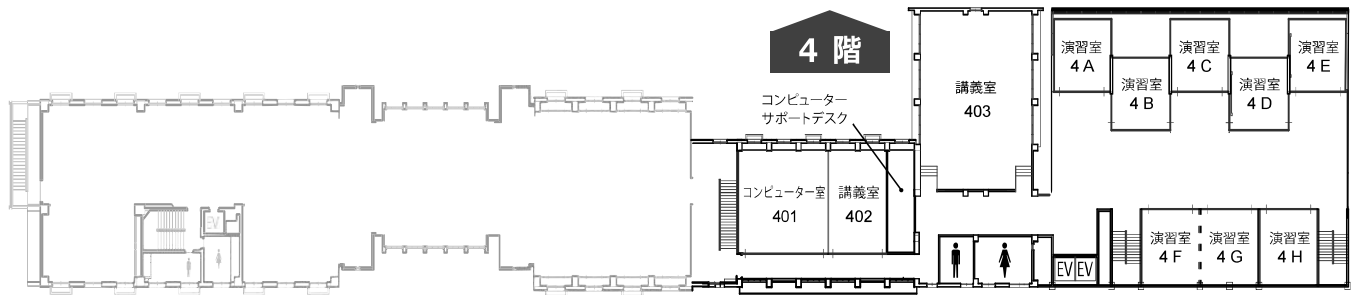 4 階
コンピューター
サポートデスク
講義室
403
演習室
4 A
演習室
4 B
演習室
4 C
演習室
4 D
演習室
4 E
コンピューター室
401
講義室
402
演習室
4 F
演習室
4 G
演習室
4 H
EV
EV EV